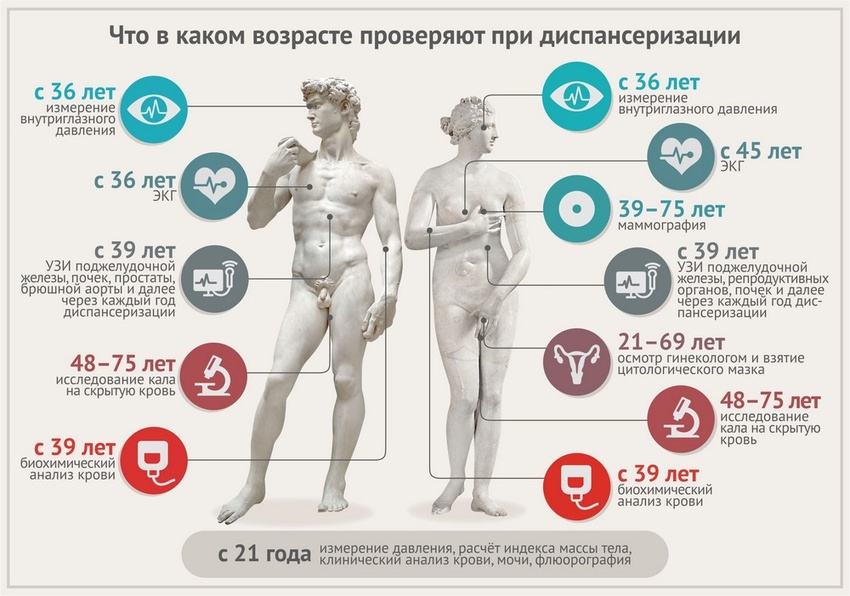 Что в каком возрасте проверяют при диспансеризации
с 36 лет
измерение
внутриглазного
давления
с 36 лет
ЭКГ
с 39 лет
УЗИ поджелудочной
железы, почек, простаты,
брюшной аорты и далее
через каждый год
диспансеризации
48–75 лет
исследование кала
на скрытую кровь
с 39 лет
биохимический
анализ крови
с 36 лет
измерение
внутриглазного давления
с 45 лет
ЭКГ
39–75 лет
маммография
с 39 лет
УЗИ поджелудочной
железы, репродуктивных
органов, почек и далее
через каждый год дис-
пансеризации
21–69 лет
осмотр гинекологом и взятие
цитологического мазка
48–75 лет
исследование
кала на скрытую
кровь
с 39 лет
биохимический
анализ крови
с 21 года
измерение давления, расчёт индекса массы тела,
клинический анализ крови, мочи, флюорография